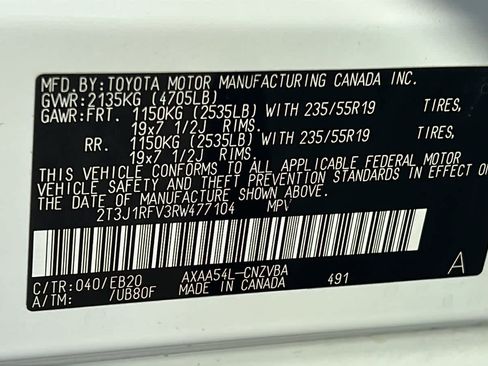 MFD.BY:TOYOTA MOTOR MANUFACTURING CANADA INC.
GVWR:2135KG (4705LB)
GAWR:FRT. 1150KG (2535LB) WITH 235/55R19 TIRES,
19x7 1/2J RIMS.
RR. 1150KG (2535LB) WITH 235/55R19 TIRES,
19x7 1/2J RIMS.
THIS VEHICLE CONFORMS TO ALL APPLICABLE FEDERAL MOTOR
VEHICLE SAFETY AND THEFT PREVENTION STANDARDS IN EFFECT O
THE DATE OF MANUFACTURE SHOWN ABOVE.
2T3J1RFV3RW477104 MPV
C/TR:040/EB20 AXAA54L-CNZVBA A
A/TM: /UB80F MADE IN CANADA 491